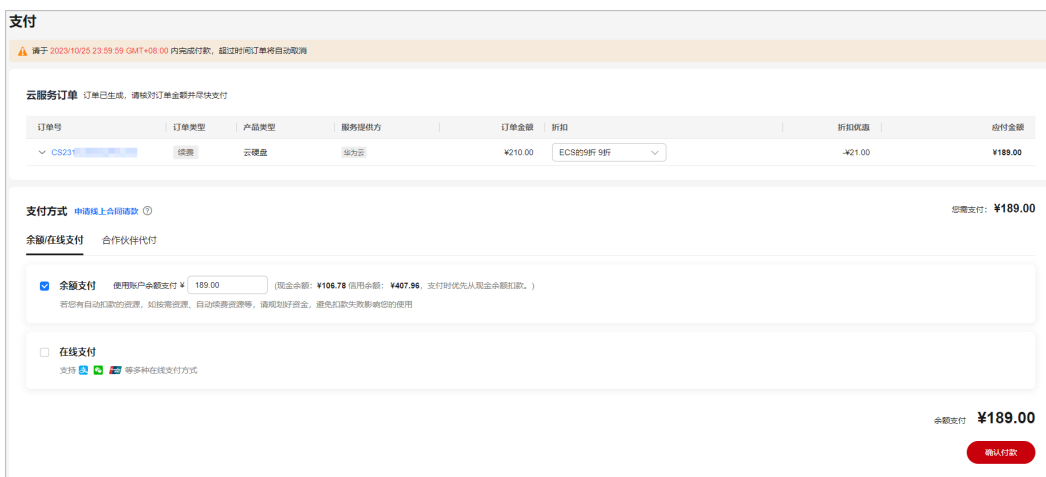 支付
请于 2023/10/25 23:59:59 GMT+08:00 内完成付款，超过时间订单将自动取消
云服务订单 订单已生成，请核对订单金额并尽快支付
订单号 订单类型 产品类型 服务提供方 订单金额 折扣 折扣优惠 应付金额
CS231 续费 云硬盘 华为云 ¥210.00 ECS的9折 9折 -¥21.00 ¥189.00
支付方式 申请线上合同请款 ? 您需支付：¥189.00
余额/在线支付 合作伙伴代付
余额支付 使用账户余额支付 ¥ 189.00 (现金余额：¥106.78 信用余额：¥407.96，支付时优先从现金余额扣款。)
若您有自动扣款的资源，如按需资源、自动续费资源等，请规划好资金，避免扣款失败影响您的使用
在线支付
支持 等多种在线支付方式
余额支付 ¥189.00
确认付款